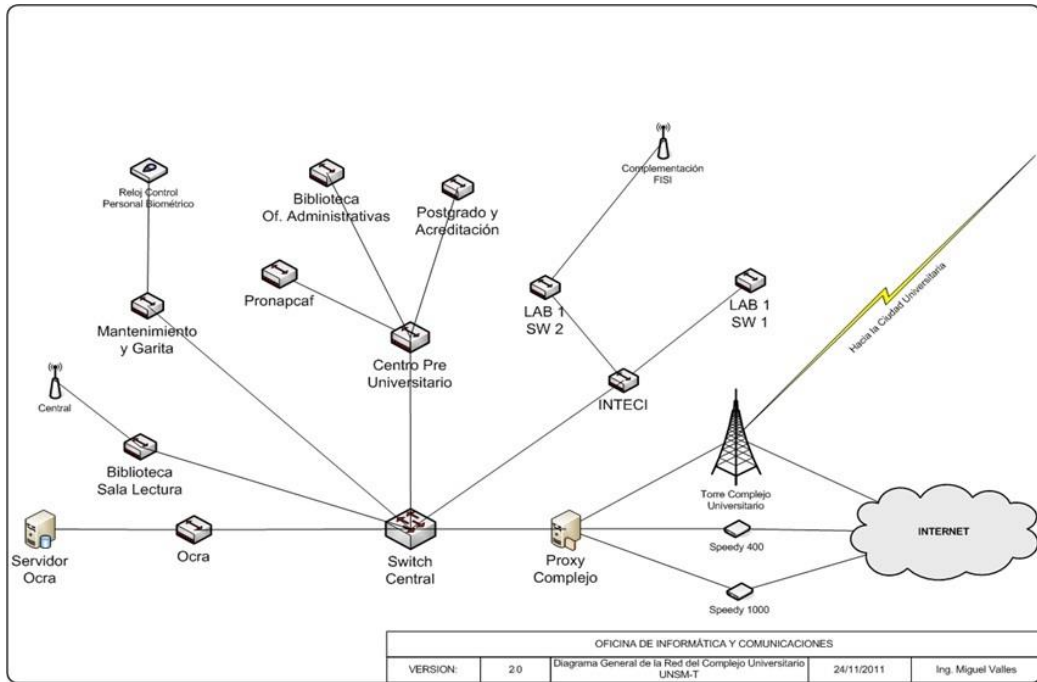 Complementación
FISI
Reloj Control
Personal Biométrico
Biblioteca
Of. Administrativas
Postgrado y
Acreditación
Pronapcaf
LAB 1
SW 2
LAB 1
SW 1
Hacia la Ciudad Universitaria
Mantenimiento
y Garita
Centro Pre
Universitario
INTECI
Central
Biblioteca
Sala Lectura
Torre Complejo
Universitario
INTERNET
Servidor
Ocra
Ocra
Switch
Central
Proxy
Complejo
Speedy 400
Speedy 1000
OFICINA DE INFORMÁTICA Y COMUNICACIONES
VERSION:
2.0
Diagrama General de la Red del Complejo Universitario
UNSM-T
24/11/2011
Ing. Miguel Valles